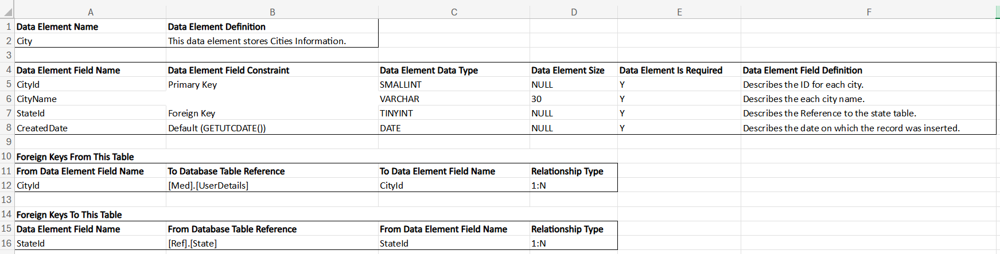 A B C D E F
1 Data Element Name Data Element Definition
2 City This data element stores Cities Information.
3
4 Data Element Field Name Data Element Field Constraint Data Element Data Type Data Element Size Data Element Is Required Data Element Field Definition
5 CityId Primary Key SMALLINT NULL Y Describes the ID for each city.
6 CityName VARCHAR 30 Y Describes the each city name.
7 StateId Foreign Key TINYINT NULL Y Describes the Reference to the state table.
8 CreatedDate Default (GETUTCDATE()) DATE NULL Y Describes the date on which the record was inserted.
9
10 Foreign Keys From This Table
11 From Data Element Field Name To Database Table Reference To Data Element Field Name Relationship Type
12 CityId [Med].[UserDetails] CityId 1:N
13
14 Foreign Keys To This Table
15 Data Element Field Name From Database Table Reference From Data Element Field Name Relationship Type
16 StateId [Ref].[State] StateId 1:N